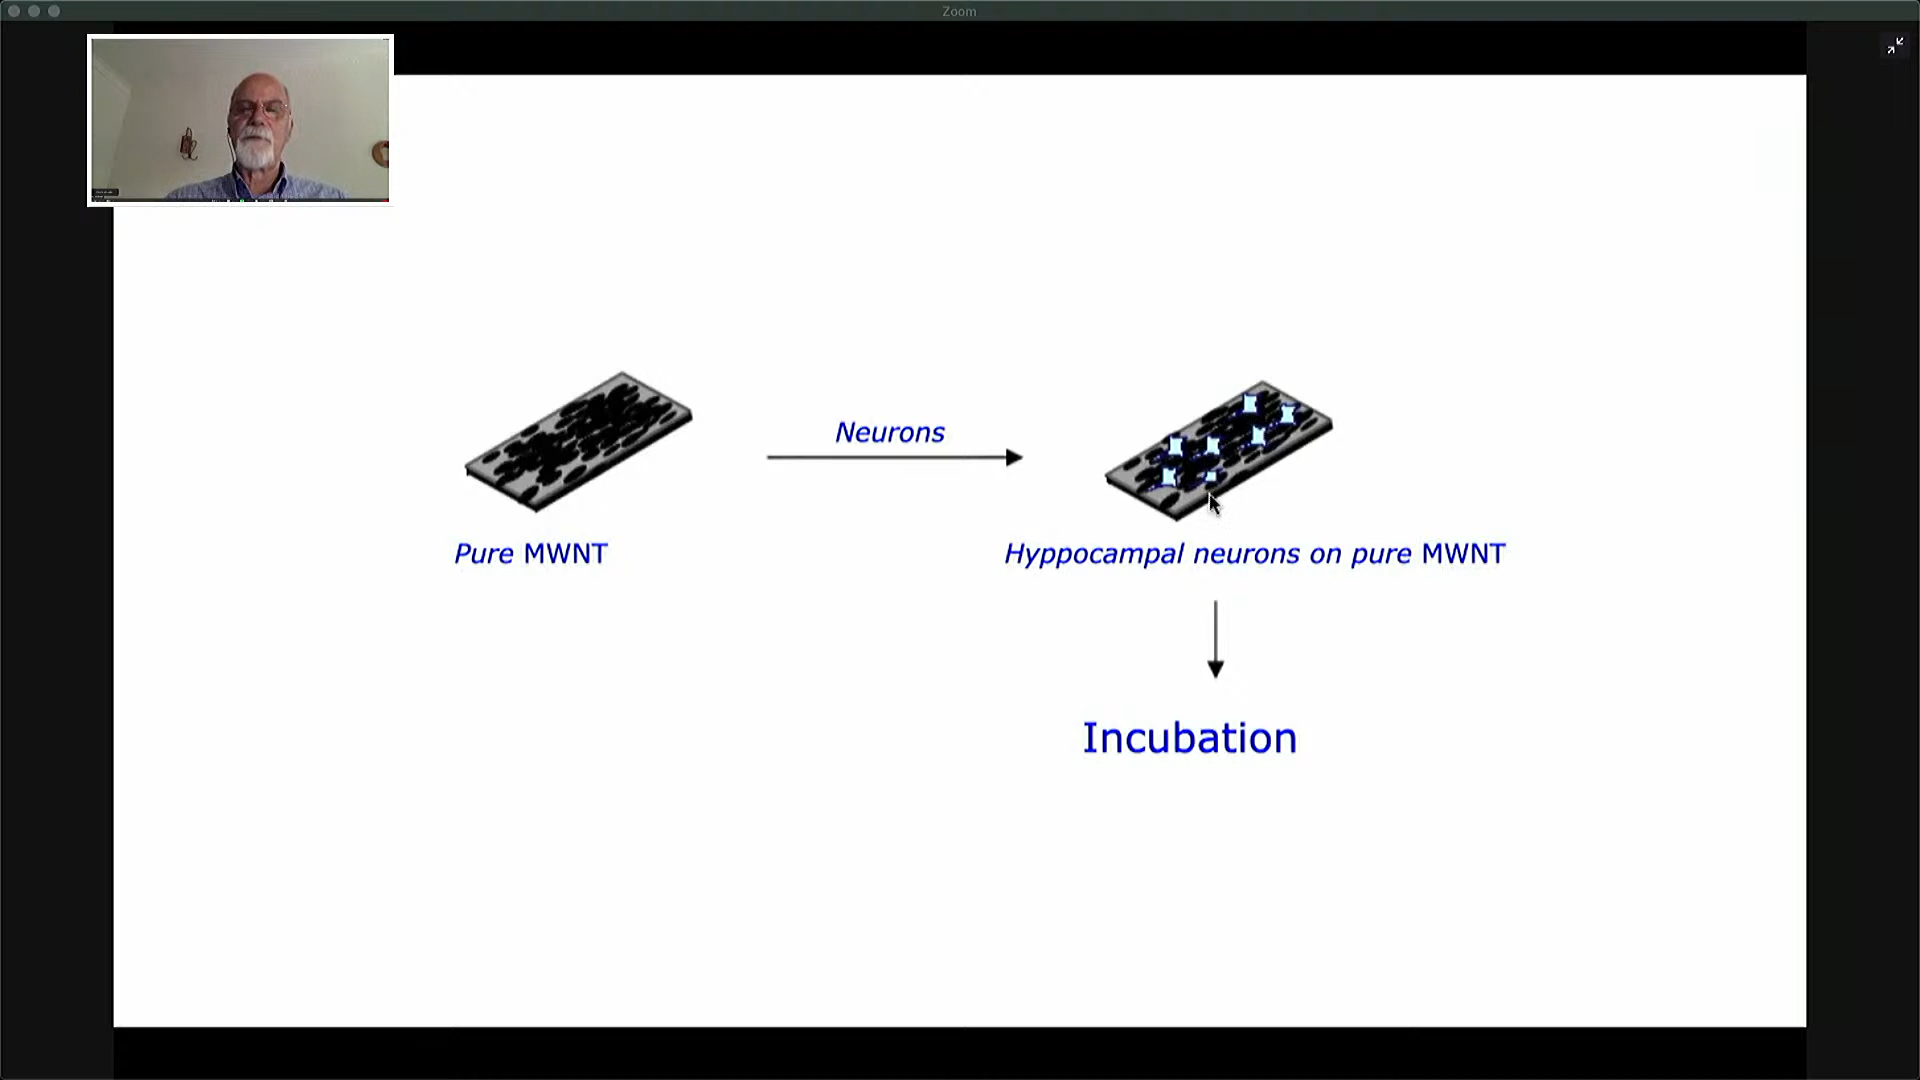 Zoom
Neurons
Pure MWNT
Hyppocampal neurons on pure MWNT
Incubation